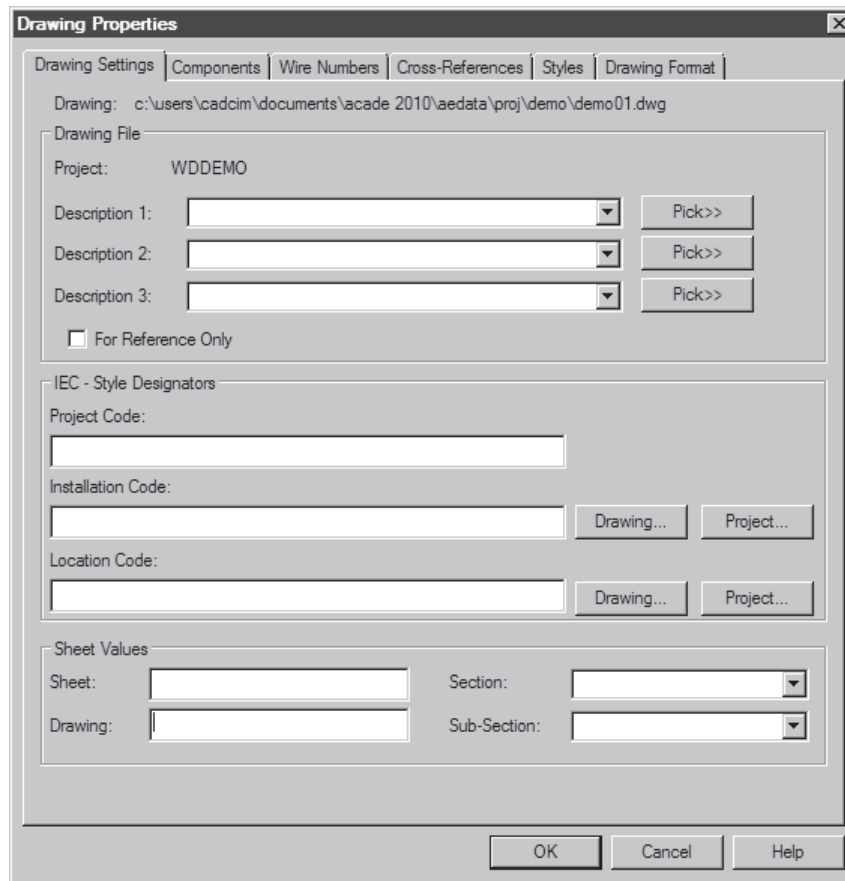 Drawing Properties
Drawing Settings Components Wire Numbers Cross-References Styles Drawing Format
Drawing: c:\users\cadcim\documents\acade 2010\aedata\proj\demo\demo01.dwg
Drawing File
Project: WDDEMO
Description 1: Pick>>
Description 2: Pick>>
Description 3: Pick>>
For Reference Only
IEC - Style Designators
Project Code:
Installation Code:
Drawing... Project...
Location Code:
Drawing... Project...
Sheet Values
Sheet: Section:
Drawing: Sub-Section:
OK Cancel Help